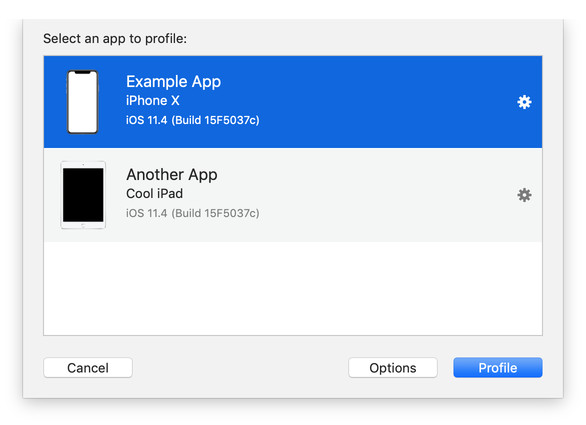 Select an app to profile:
Example App
iPhone X
iOS 11.4 (Build 15F5037c)
Another App
Cool iPad
iOS 11.4 (Build 15F5037c)
Cancel
Options
Profile